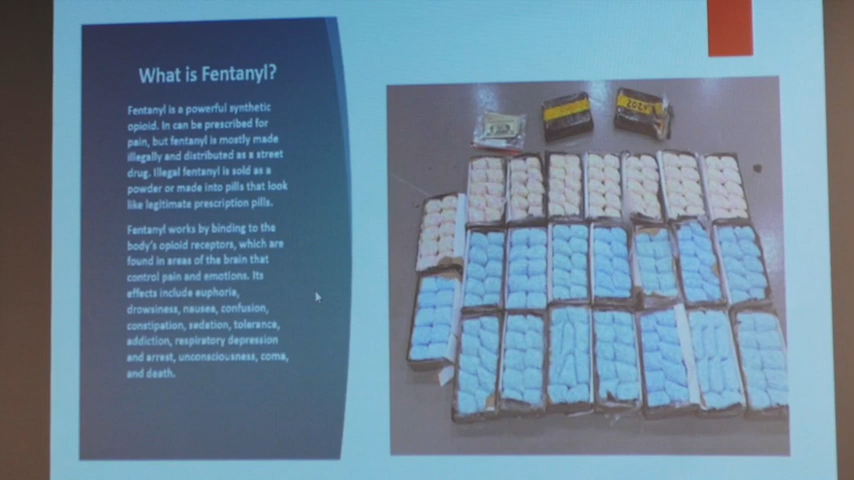 What is Fentanyl?
Fentanyl is a powerful synthetic
opioid. In can be prescribed for
pain, but fentanyl is mostly made
illegally and distributed as a street
drug. Illegal fentanyl is sold as a
powder or made into pills that look
like legitimate prescription pills.
Fentanyl works by binding to the
body's opioid receptors, which are
found in areas of the brain that
control pain and emotions. Its
effects include euphoria,
drowsiness, nausea, confusion,
constipation, sedation, tolerance,
addiction, respiratory depression
and arrest, unconsciousness, coma,
and death.